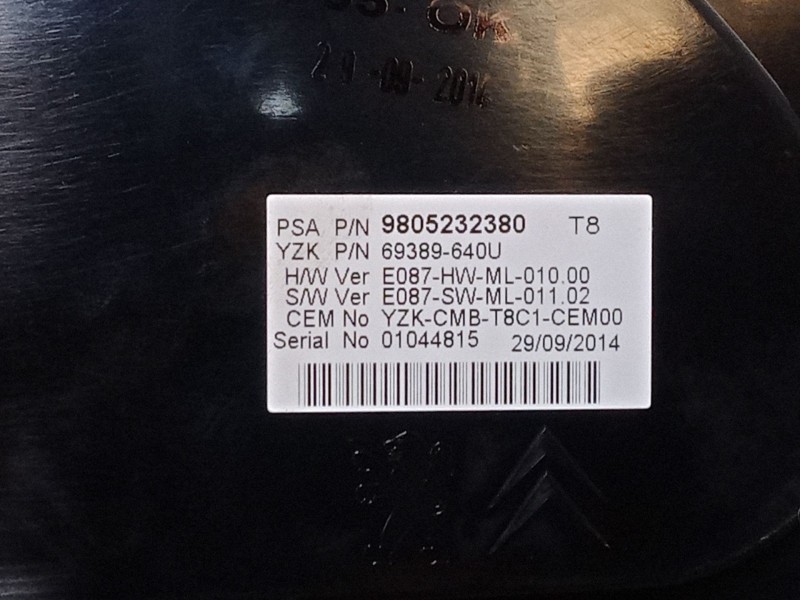 OK
29-09-2014
PSA P/N 9805232380 T8
YZK P/N 69389-640U
H/W Ver E087-HW-ML-010.00
S/W Ver E087-SW-ML-011.02
CEM No YZK-CMB-T8C1-CEM00
Serial No 01044815 29/09/2014